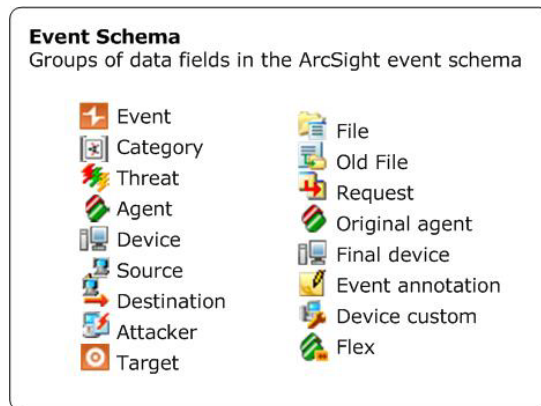 Event Schema
Groups of data fields in the ArcSight event schema
Event
Category
Threat
Agent
Device
Source
Destination
Attacker
Target
File
Old File
Request
Original agent
Final device
Event annotation
Device custom
Flex